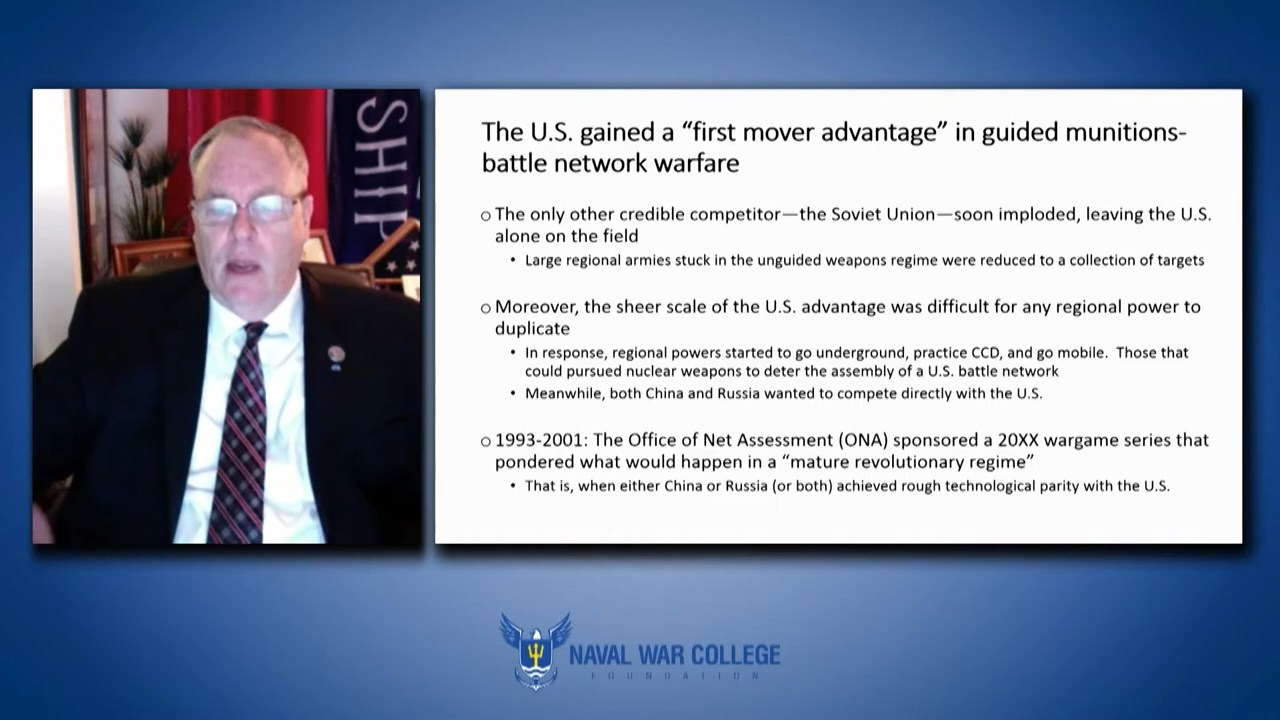 SHIP
The U.S. gained a “first mover advantage” in guided munitions-
battle network warfare
o The only other credible competitor—the Soviet Union—soon imploded, leaving the U.S.
alone on the field
• Large regional armies stuck in the unguided weapons regime were reduced to a collection of targets
o Moreover, the sheer scale of the U.S. advantage was difficult for any regional power to
duplicate
• In response, regional powers started to go underground, practice CCD, and go mobile. Those that
could pursued nuclear weapons to deter the assembly of a U.S. battle network
• Meanwhile, both China and Russia wanted to compete directly with the U.S.
o 1993-2001: The Office of Net Assessment (ONA) sponsored a 20XX wargame series that
pondered what would happen in a “mature revolutionary regime”
• That is, when either China or Russia (or both) achieved rough technological parity with the U.S.
NAVAL WAR COLLEGE
FOUNDATION